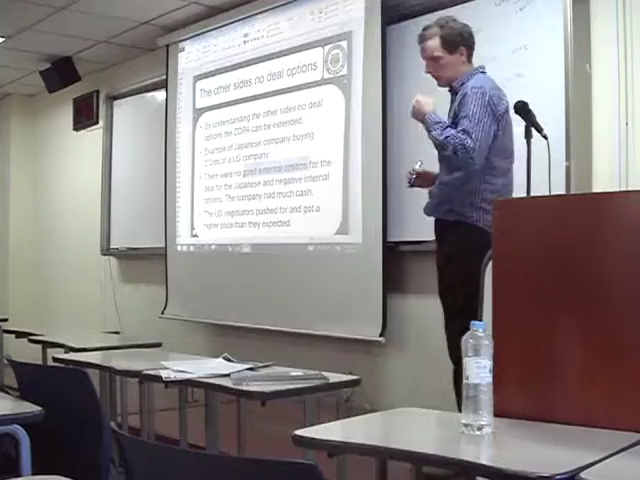 The other sides no deal options
• By understanding the other sides no deal
options the ZOPA can be extended.
• Example of Japanese company buying
of a US company.
• There were no good external options for the
deal for the Japanese and negative internal
options. The company had much cash.
• The US negotiators pushed for and got a
higher price than they expected.